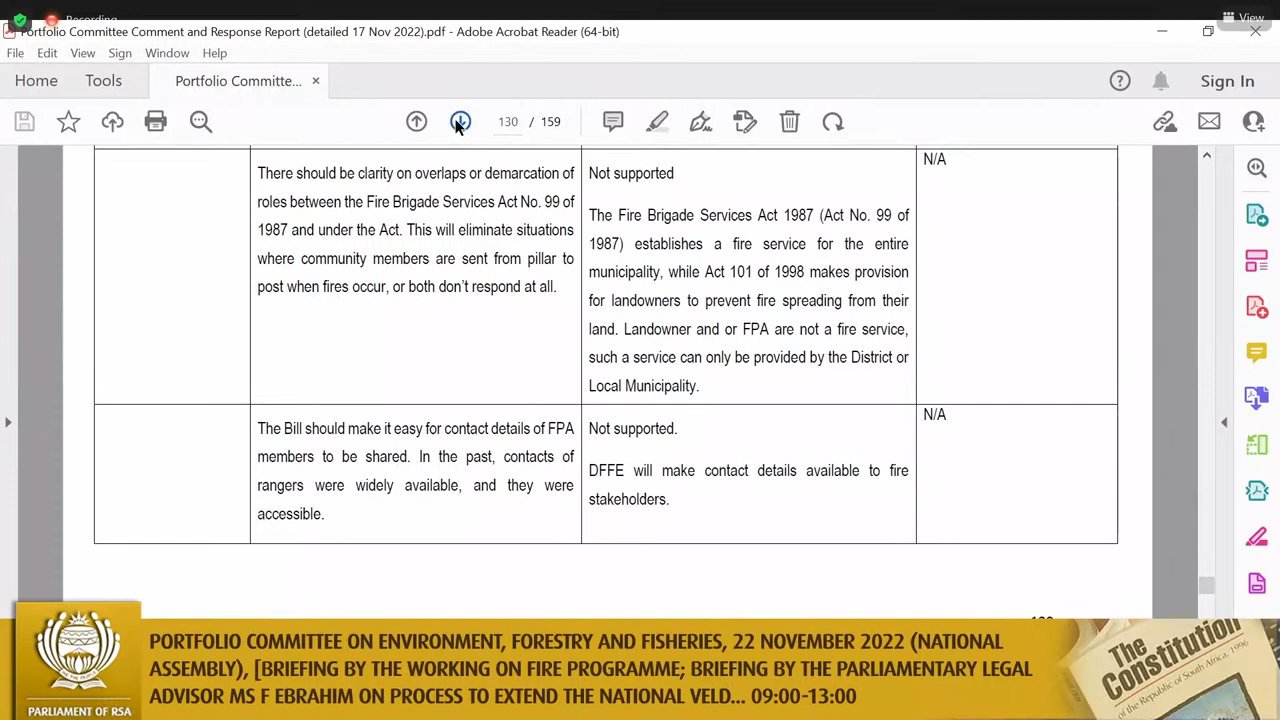 Recording
View
Portfolio Committee Comment and Response Report (detailed 17 Nov 2022).pdf - Adobe Acrobat Reader (64-bit)
File Edit View Sign Window Help
Home Tools Portfolio Committe... × Sign In
130 / 159
There should be clarity on overlaps or demarcation of
roles between the Fire Brigade Services Act No. 99 of
1987 and under the Act. This will eliminate situations
where community members are sent from pillar to
post when fires occur, or both don't respond at all.
Not supported
The Fire Brigade Services Act 1987 (Act No. 99 of
1987) establishes a fire service for the entire
municipality, while Act 101 of 1998 makes provision
for landowners to prevent fire spreading from their
land. Landowner and or FPA are not a fire service,
such a service can only be provided by the District or
Local Municipality.
N/A
The Bill should make it easy for contact details of FPA
members to be shared. In the past, contacts of
rangers were widely available, and they were
accessible.
Not supported.
DFFE will make contact details available to fire
stakeholders.
N/A
PARLIAMENT OF RSA
PORTFOLIO COMMITTEE ON ENVIRONMENT, FORESTRY AND FISHERIES, 22 NOVEMBER 2022 (NATIONAL
ASSEMBLY), [BRIEFING BY THE WORKING ON FIRE PROGRAMME; BRIEFING BY THE PARLIAMENTARY LEGAL
ADVISOR MS F EBRAHIM ON PROCESS TO EXTEND THE NATIONAL VELD... 09:00-13:00
The
Constitution
of the Republic of South Africa, 1996